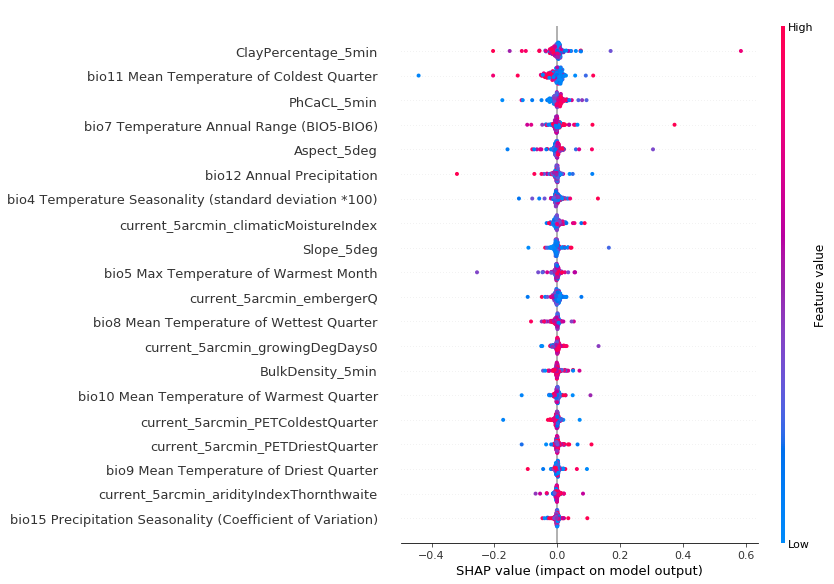 High
ClayPercentage_5min
bio11 Mean Temperature of Coldest Quarter
PhCaCL_5min
bio7 Temperature Annual Range (BIO5-BIO6)
Aspect_5deg
bio12 Annual Precipitation
bio4 Temperature Seasonality (standard deviation *100)
current_5arcmin_climaticMoistureIndex
Slope_5deg
bio5 Max Temperature of Warmest Month
current_5arcmin_embergerQ
bio8 Mean Temperature of Wettest Quarter
current_5arcmin_growingDegDays0
BulkDensity_5min
bio10 Mean Temperature of Warmest Quarter
current_5arcmin_PETColdestQuarter
current_5arcmin_PETDriestQuarter
bio9 Mean Temperature of Driest Quarter
current_5arcmin_aridityIndexThornthwaite
bio15 Precipitation Seasonality (Coefficient of Variation)
Feature value
Low
−0.4 −0.2 0.0 0.2 0.4 0.6
SHAP value (impact on model output)